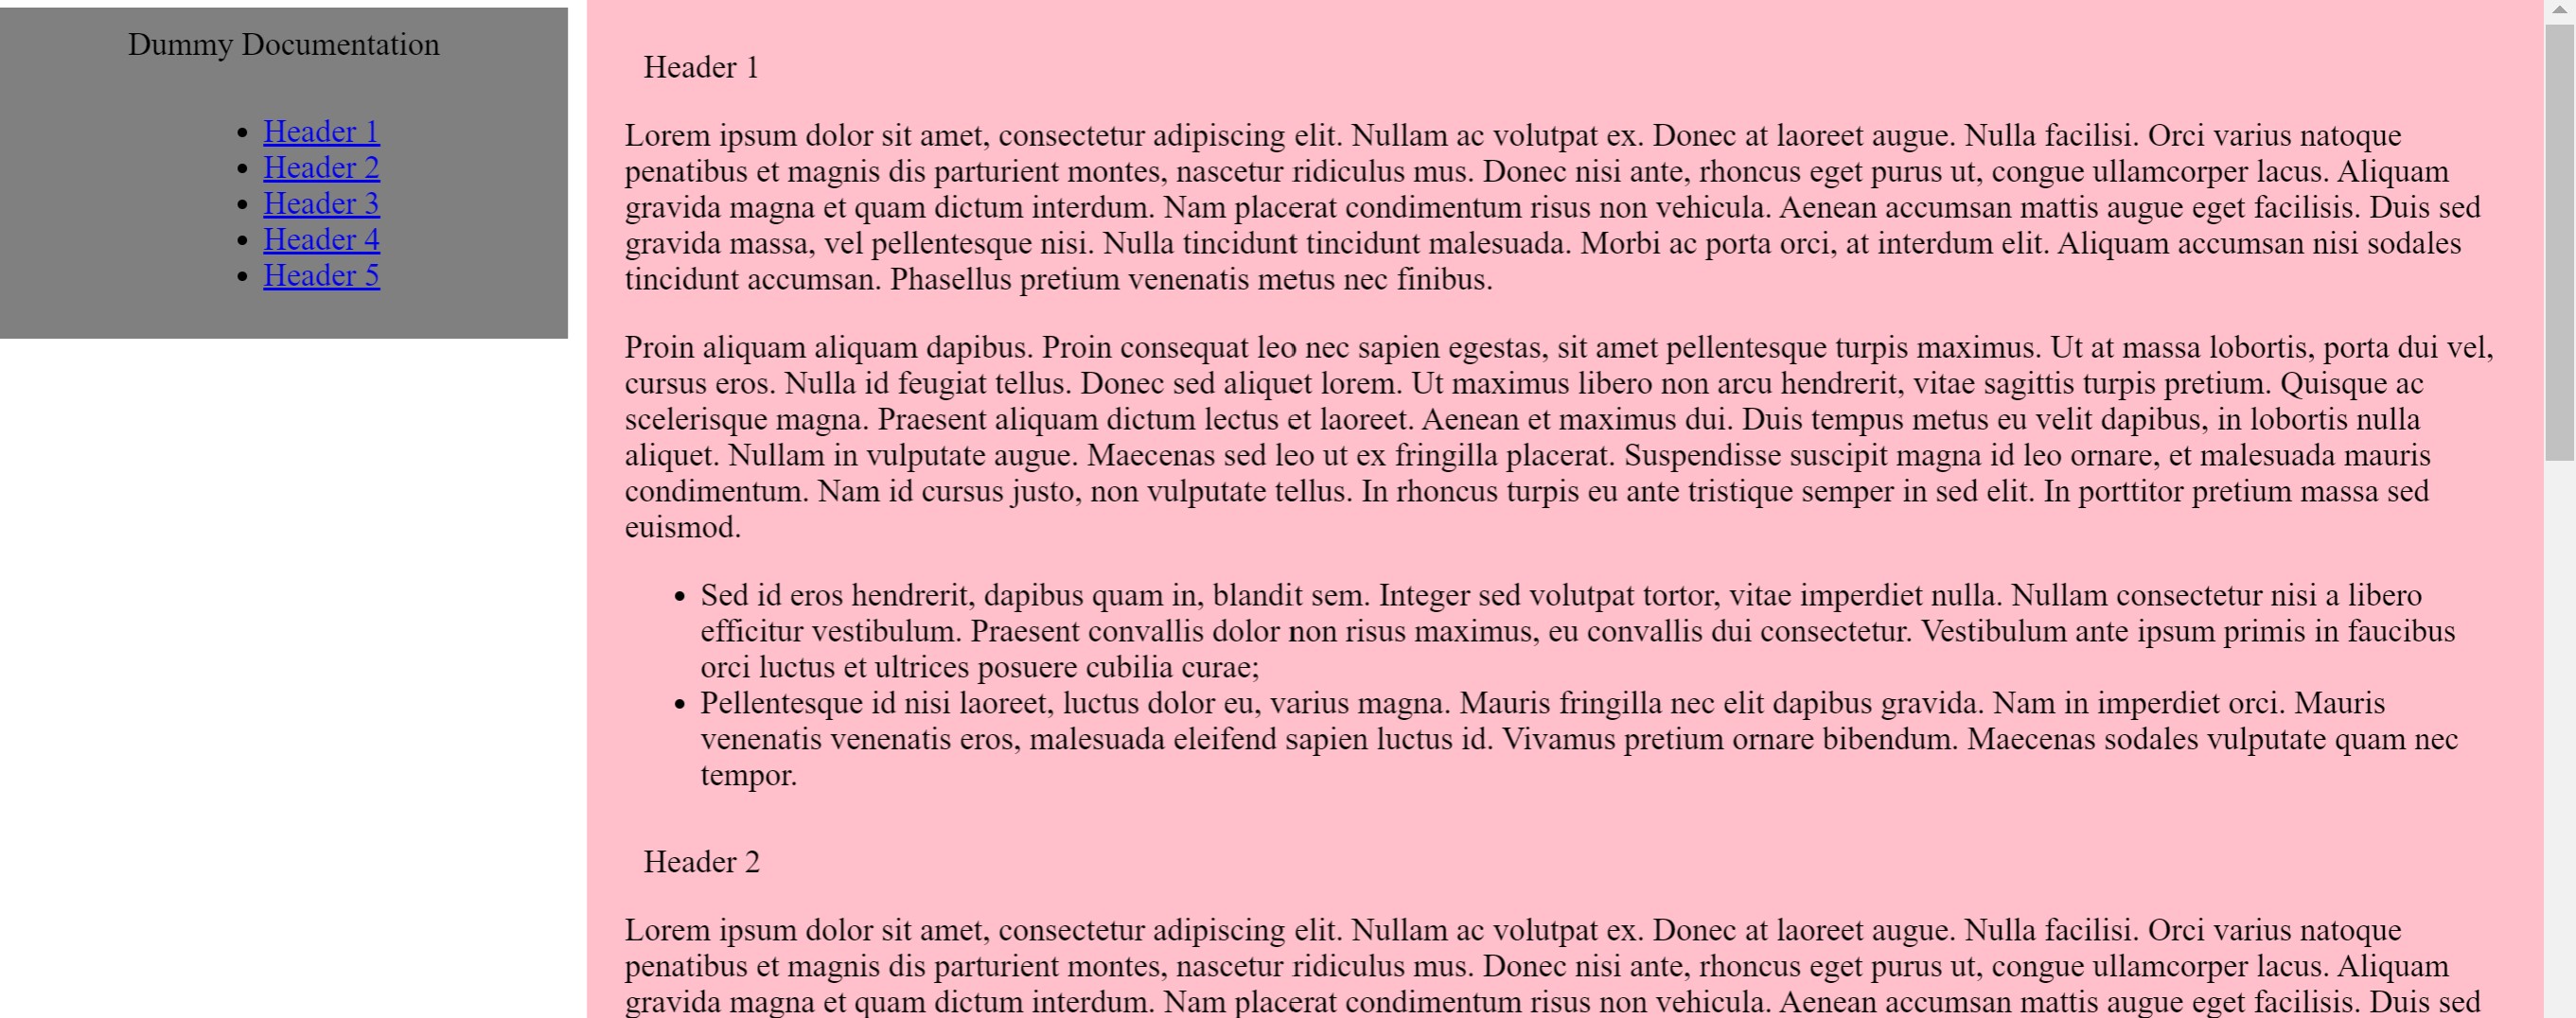 Dummy Documentation
Header 1
Header 2
Header 3
Header 4
Header 5
Header 1
Lorem ipsum dolor sit amet, consectetur adipiscing elit. Nullam ac volutpat ex. Donec at laoreet augue. Nulla facilisi. Orci varius natoque
penatibus et magnis dis parturient montes, nascetur ridiculus mus. Donec nisi ante, rhoncus eget purus ut, congue ullamcorper lacus. Aliquam
gravida magna et quam dictum interdum. Nam placerat condimentum risus non vehicula. Aenean accumsan mattis augue eget facilisis. Duis sed
gravida massa, vel pellentesque nisi. Nulla tincidunt tincidunt malesuada. Morbi ac porta orci, at interdum elit. Aliquam accumsan nisi sodales
tincidunt accumsan. Phasellus pretium venenatis metus nec finibus.
Proin aliquam aliquam dapibus. Proin consequat leo nec sapien egestas, sit amet pellentesque turpis maximus. Ut at massa lobortis, porta dui vel,
cursus eros. Nulla id feugiat tellus. Donec sed aliquet lorem. Ut maximus libero non arcu hendrerit, vitae sagittis turpis pretium. Quisque ac
scelerisque magna. Praesent aliquam dictum lectus et laoreet. Aenean et maximus dui. Duis tempus metus eu velit dapibus, in lobortis nulla
aliquet. Nullam in vulputate augue. Maecenas sed leo ut ex fringilla placerat. Suspendisse suscipit magna id leo ornare, et malesuada mauris
condimentum. Nam id cursus justo, non vulputate tellus. In rhoncus turpis eu ante tristique semper in sed elit. In porttitor pretium massa sed
euismod.
Sed id eros hendrerit, dapibus quam in, blandit sem. Integer sed volutpat tortor, vitae imperdiet nulla. Nullam consectetur nisi a libero
efficitur vestibulum. Praesent convallis dolor non risus maximus, eu convallis dui consectetur. Vestibulum ante ipsum primis in faucibus
orci luctus et ultrices posuere cubilia curae;
Pellentesque id nisi laoreet, luctus dolor eu, varius magna. Mauris fringilla nec elit dapibus gravida. Nam in imperdiet orci. Mauris
venenatis venenatis eros, malesuada eleifend sapien luctus id. Vivamus pretium ornare bibendum. Maecenas sodales vulputate quam nec
tempor.
Header 2
Lorem ipsum dolor sit amet, consectetur adipiscing elit. Nullam ac volutpat ex. Donec at laoreet augue. Nulla facilisi. Orci varius natoque
penatibus et magnis dis parturient montes, nascetur ridiculus mus. Donec nisi ante, rhoncus eget purus ut, congue ullamcorper lacus. Aliquam
gravida magna et quam dictum interdum. Nam placerat condimentum risus non vehicula. Aenean accumsan mattis augue eget facilisis. Duis sed